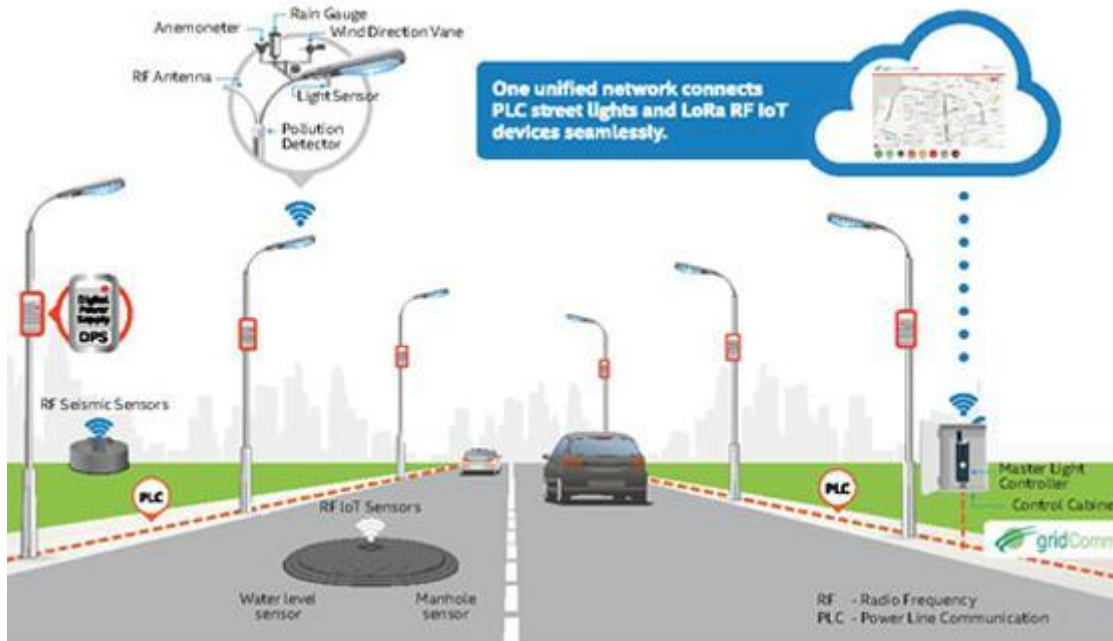 Rain Gauge
Anemometer
Wind Direction Vane
RF Antenna
Light Sensor
Pollution
Detector
One unified network connects
PLC street lights and LoRa RF IoT
devices seamlessly.
Digital
Power
Supply
DPS
RF Seismic Sensors
PLC
RF IoT Sensors
Water level
sensor
Manhole
sensor
PLC
Master Light
Controller
Control Cabine
gridComm
RF - Radio Frequency
PLC - Power Line Communication